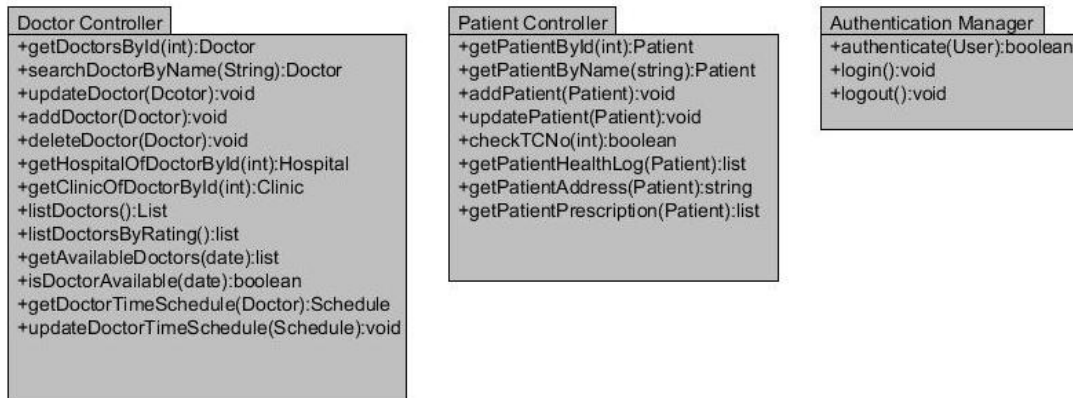 Doctor Controller
+getDoctorsById(int):Doctor
+searchDoctorByName(String):Doctor
+updateDoctor(Dcotor):void
+addDoctor(Doctor):void
+deleteDoctor(Doctor):void
+getHospitalOfDoctorById(int):Hospital
+getClinicOfDoctorById(int):Clinic
+listDoctors():List
+listDoctorsByRating():list
+getAvailableDoctors(date):list
+isDoctorAvailable(date):boolean
+getDoctorTimeSchedule(Doctor):Schedule
+updateDoctorTimeSchedule(Schedule):void
Patient Controller
+getPatientById(int):Patient
+getPatientByName(string):Patient
+addPatient(Patient):void
+updatePatient(Patient):void
+checkTCNo(int):boolean
+getPatientHealthLog(Patient):list
+getPatientAddress(Patient):string
+getPatientPrescription(Patient):list
Authentication Manager
+authenticate(User):boolean
+login():void
+logout():void